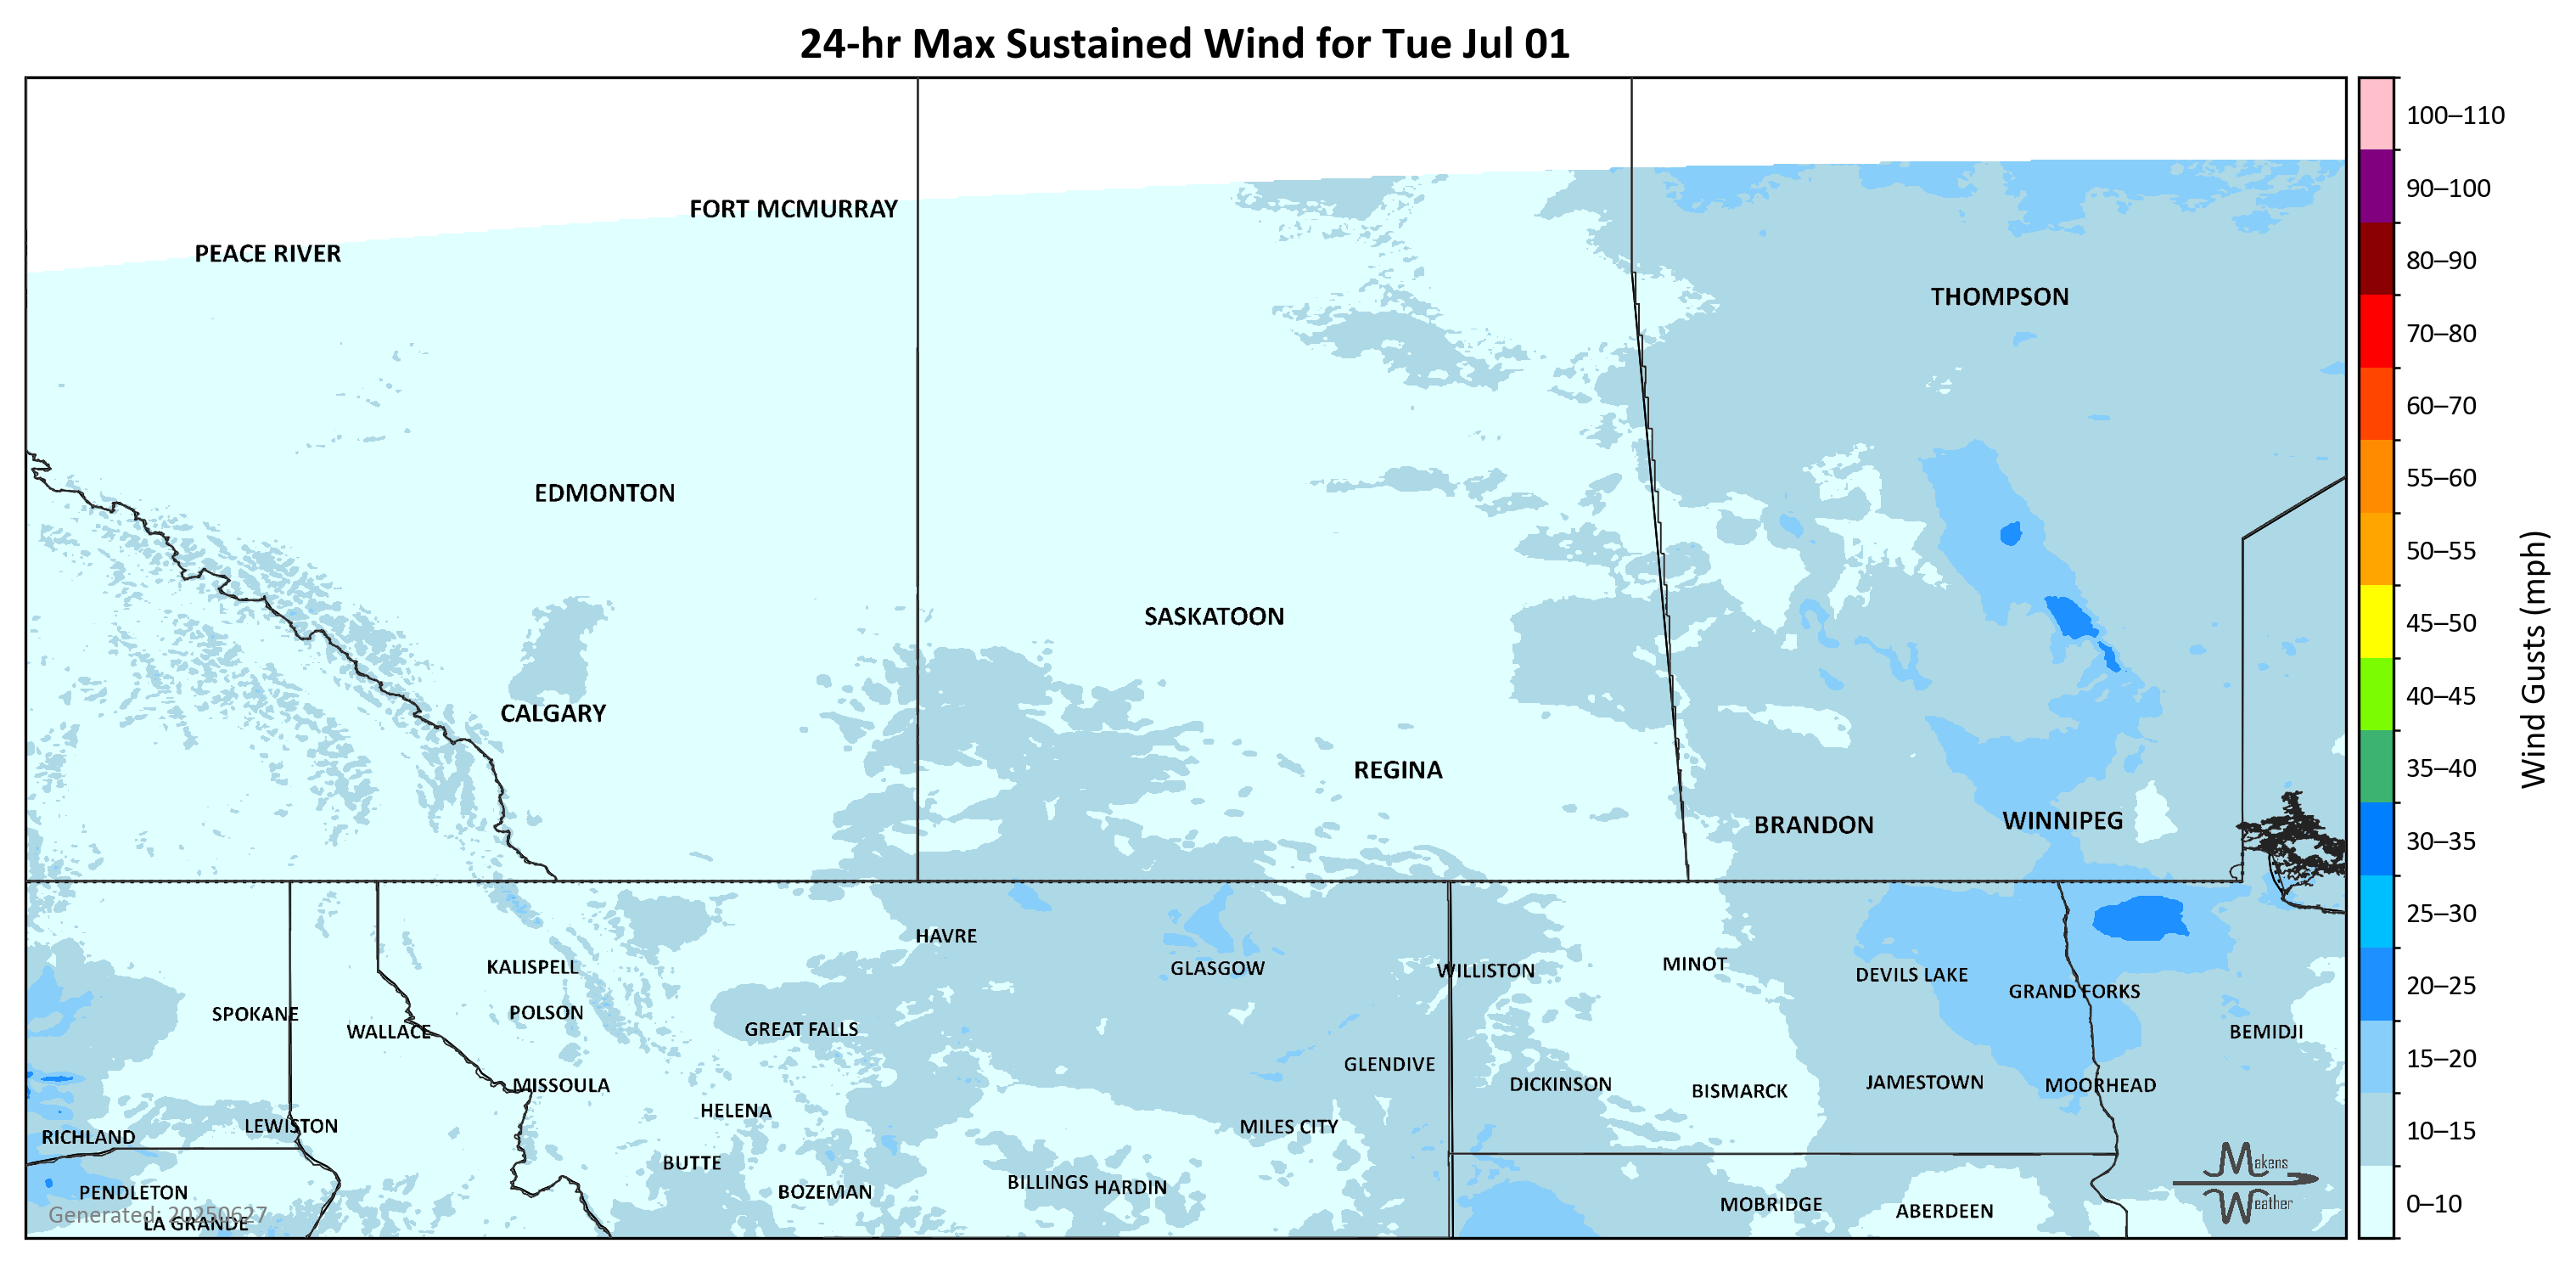 24-hr Max Sustained Wind for Tue Jul 01
100–110
90–100
80–90
70–80
60–70
55–60
50–55
45–50
40–45
35–40
30–35
25–30
20–25
15–20
10–15
0–10
Wind Gusts (mph)
FORT MCMURRAY
PEACE RIVER
THOMPSON
EDMONTON
SASKATOON
CALGARY
REGINA
BRANDON
WINNIPEG
HAVRE
KALISPELL
GLASGOW
WILLISTON
MINOT
DEVILS LAKE
GRAND FORKS
SPOKANE
POLSON
WALLACE
GREAT FALLS
BEMIDJI
GLENDIVE
MISSOULA
DICKINSON
BISMARCK
JAMESTOWN
MOORHEAD
HELENA
LEWISTON
MILES CITY
RICHLAND
BUTTE
BILLINGS
HARDIN
PENDLETON
BOZEMAN
MOBRIDGE
ABERDEEN
Generated: 20250627
LA GRANDE
Makens
Weather